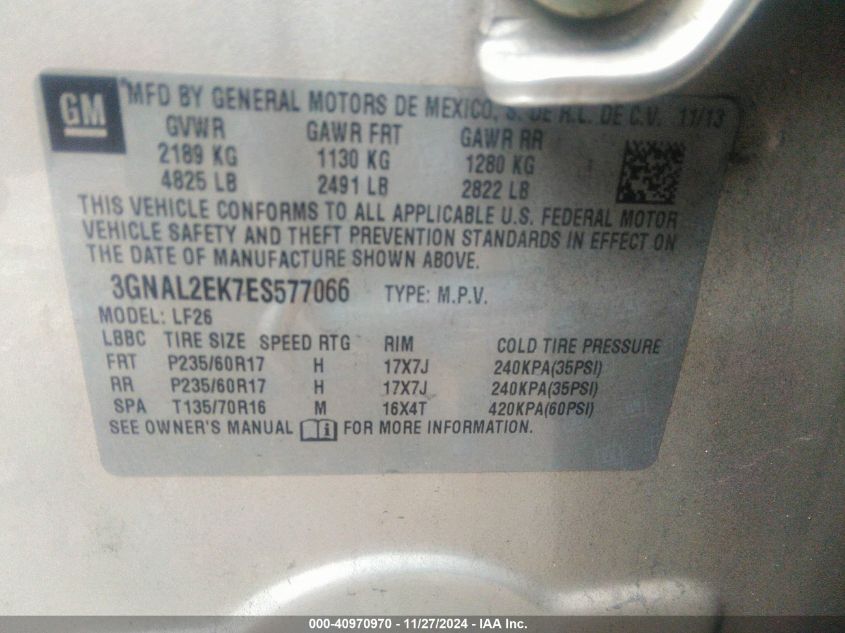 GM
MFD BY GENERAL MOTORS DE MEXICO, S. DE R.L. DE C.V. 11/13
GVWR GAWR FRT GAWR RR
2189 KG 1130 KG 1280 KG
4825 LB 2491 LB 2822 LB
THIS VEHICLE CONFORMS TO ALL APPLICABLE U.S. FEDERAL MOTOR
VEHICLE SAFETY AND THEFT PREVENTION STANDARDS IN EFFECT ON
THE DATE OF MANUFACTURE SHOWN ABOVE.
3GNAL2EK7ES577066 TYPE: M.P.V.
MODEL: LF26
LBBC TIRE SIZE SPEED RTG RIM COLD TIRE PRESSURE
FRT P235/60R17 H 17X7J 240KPA(35PSI)
RR P235/60R17 H 17X7J 240KPA(35PSI)
SPA T135/70R16 M 16X4T 420KPA(60PSI)
SEE OWNER'S MANUAL i FOR MORE INFORMATION.
000-40970970 - 11/27/2024 - IAA Inc.